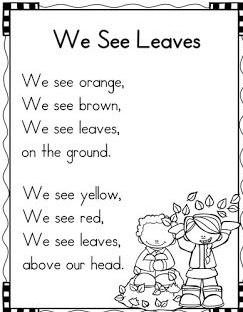 We See Leaves
We see orange,
We see brown,
We see leaves,
on the ground.
We see yellow,
We see red,
We see leaves,
above our head.